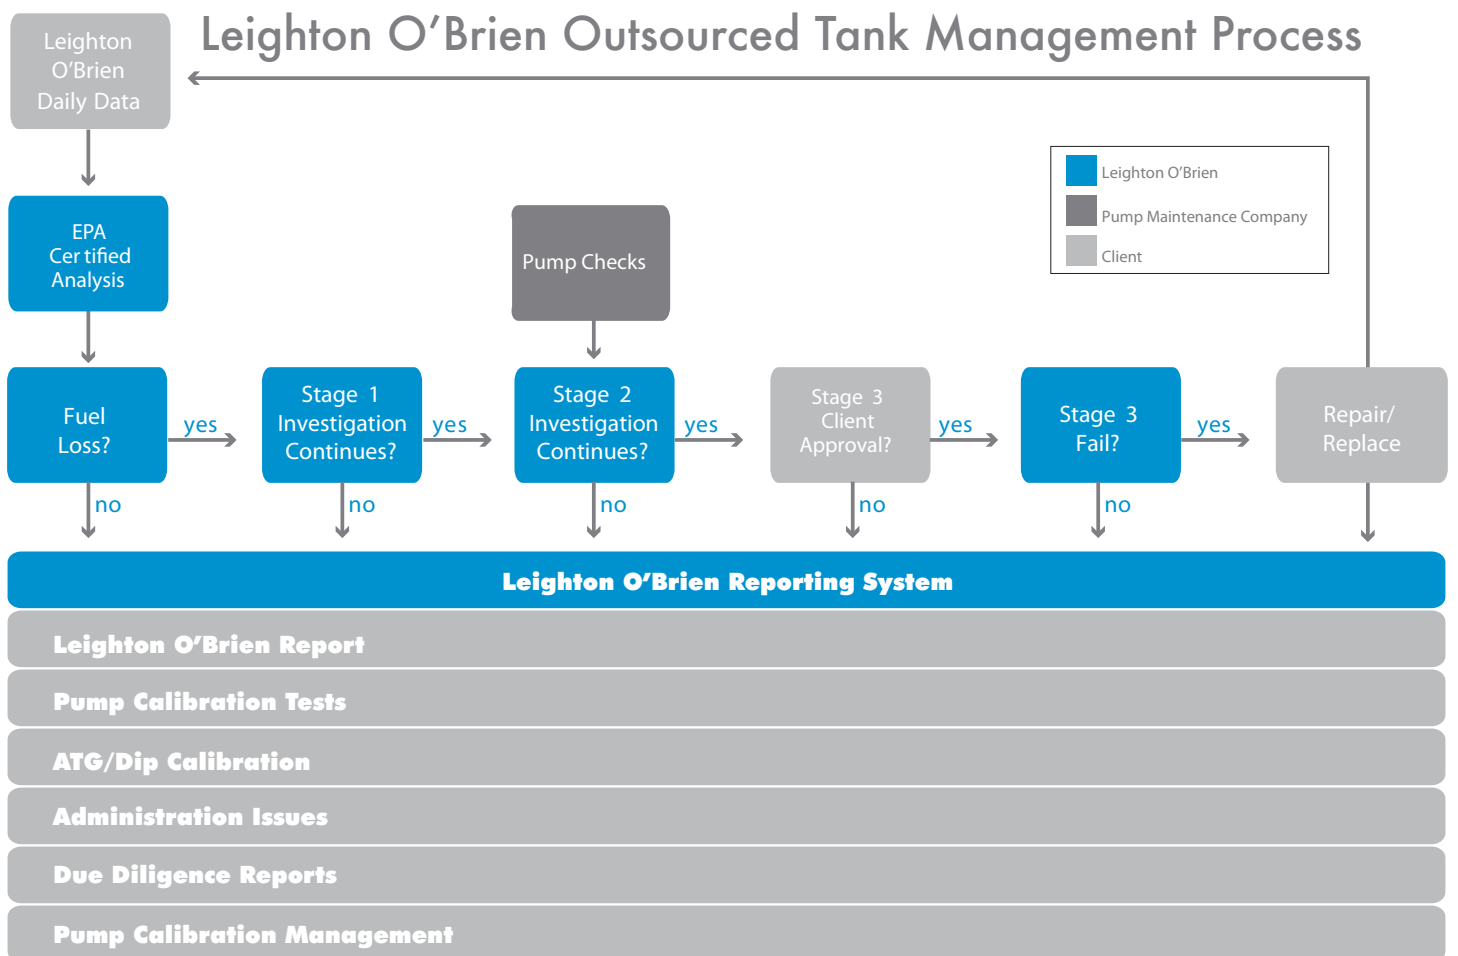 Leighton O'Brien Outsourced Tank Management Process
Leighton
O'Brien
Daily Data
Leighton O'Brien
Pump Maintenance Company
Client
EPA
Certified
Analysis
Pump Checks
Fuel
Loss?
yes
Stage 1
Investigation
Continues?
yes
Stage 2
Investigation
Continues?
yes
Stage 3
Client
Approval?
yes
Stage 3
Fail?
yes
Repair/
Replace
no
no
no
no
no
Leighton O'Brien Reporting System
Leighton O'Brien Report
Pump Calibration Tests
ATG/Dip Calibration
Administration Issues
Due Diligence Reports
Pump Calibration Management